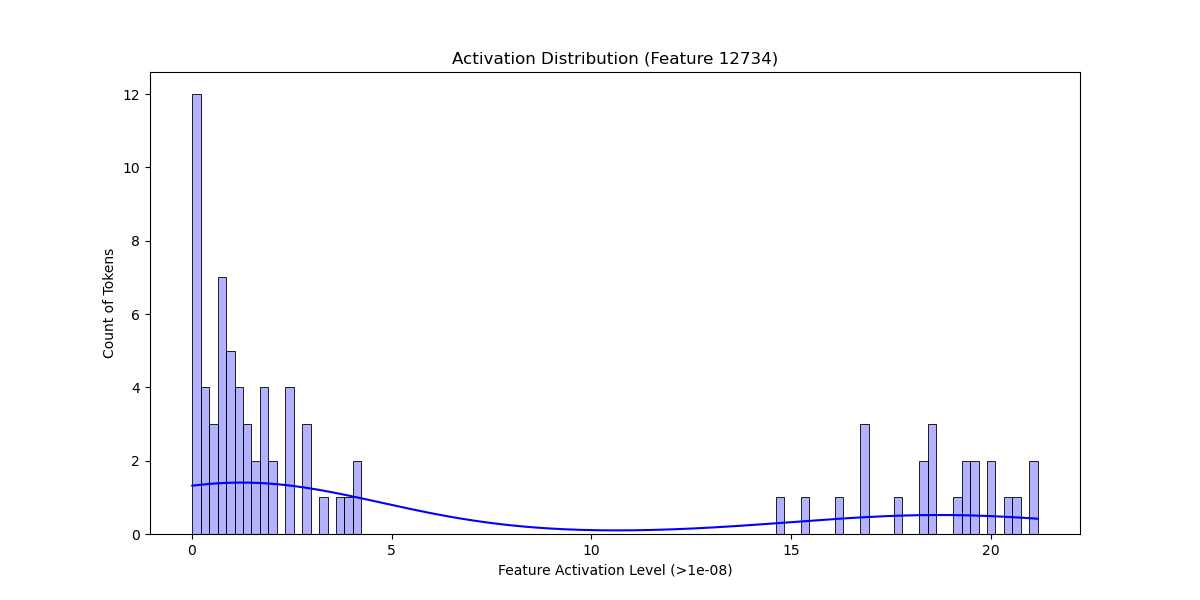 Activation Distribution (Feature 12734)
12
10
8
6
4
2
0
Count of Tokens
0 5 10 15 20
Feature Activation Level (>1e-08)